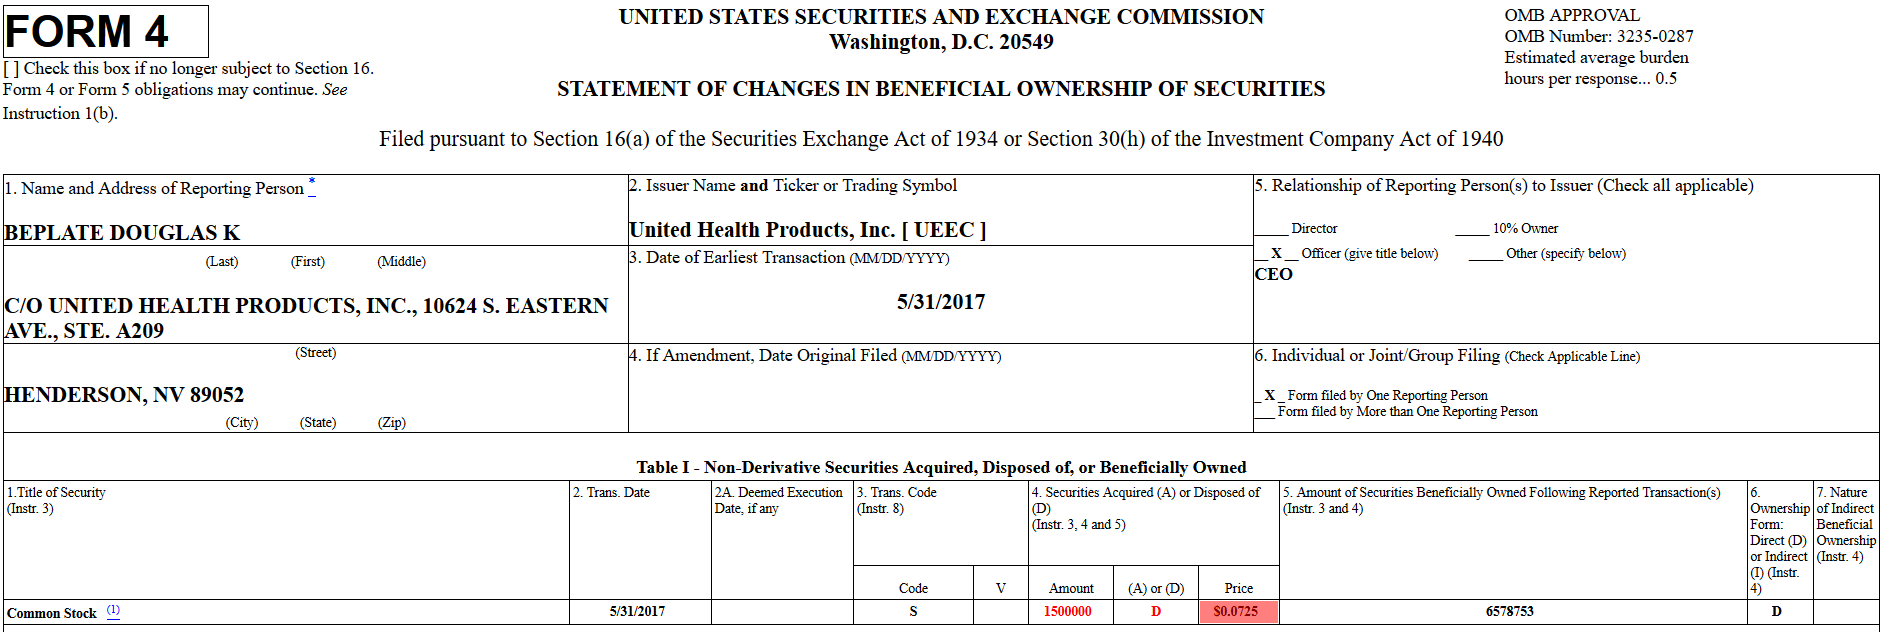 FORM 4
[ ] Check this box if no longer subject to Section 16.
Form 4 or Form 5 obligations may continue. See
Instruction 1(b).
UNITED STATES SECURITIES AND EXCHANGE COMMISSION
Washington, D.C. 20549
STATEMENT OF CHANGES IN BENEFICIAL OWNERSHIP OF SECURITIES
OMB APPROVAL
OMB Number: 3235-0287
Estimated average burden
hours per response... 0.5
Filed pursuant to Section 16(a) of the Securities Exchange Act of 1934 or Section 30(h) of the Investment Company Act of 1940
1. Name and Address of Reporting Person *
BEPLATE DOUGLAS K
(Last) (First) (Middle)
C/O UNITED HEALTH PRODUCTS, INC., 10624 S. EASTERN
AVE., STE. A209
(Street)
HENDERSON, NV 89052
(City) (State) (Zip)
2. Issuer Name and Ticker or Trading Symbol
United Health Products, Inc. [ UEEC ]
3. Date of Earliest Transaction (MM/DD/YYYY)
5/31/2017
4. If Amendment, Date Original Filed (MM/DD/YYYY)
5. Relationship of Reporting Person(s) to Issuer (Check all applicable)
_____ Director _____ 10% Owner
__ X __ Officer (give title below) _____ Other (specify below)
CEO
6. Individual or Joint/Group Filing (Check Applicable Line)
_ X _ Form filed by One Reporting Person
___ Form filed by More than One Reporting Person
Table I - Non-Derivative Securities Acquired, Disposed of, or Beneficially Owned
1.Title of Security
(Instr. 3)
2. Trans. Date
2A. Deemed Execution
Date, if any
3. Trans. Code
(Instr. 8)
4. Securities Acquired (A) or Disposed of
(D)
(Instr. 3, 4 and 5)
5. Amount of Securities Beneficially Owned Following Reported Transaction(s)
(Instr. 3 and 4)
6.
Ownership
Form:
Direct (D)
or Indirect
(I) (Instr.
4)
7. Nature
of Indirect
Beneficial
Ownership
(Instr. 4)
Code V Amount (A) or (D) Price
Common Stock (1) 5/31/2017 S 1500000 D $0.0725 6578753 D